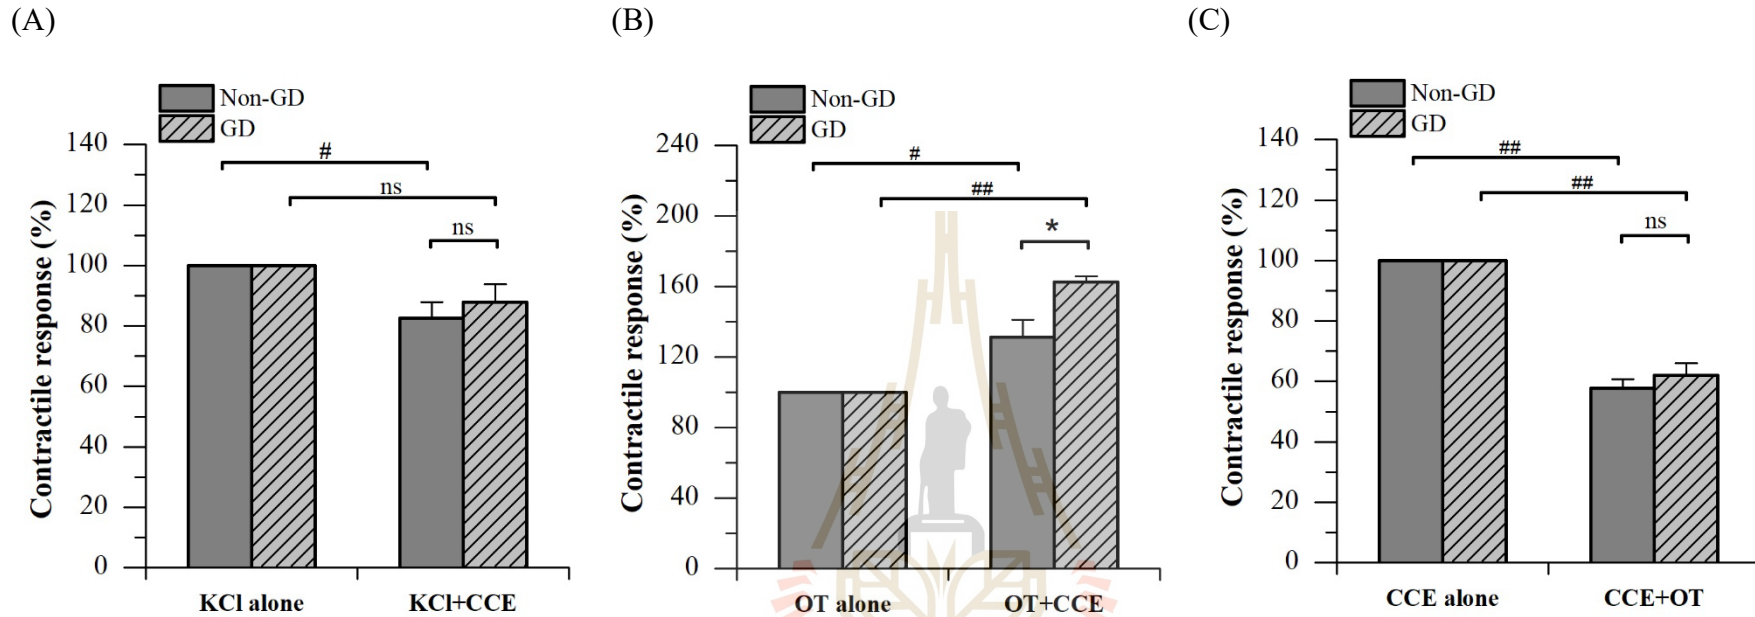 (A)
Non-GD
GD
Contractile response (%)
140
120
100
80
60
40
20
0
#
ns
ns
KCl alone
KCl+CCE
(B)
Non-GD
GD
Contractile response (%)
240
200
160
120
80
40
0
#
##
*
OT alone
OT+CCE
(C)
Non-GD
GD
Contractile response (%)
140
120
100
80
60
40
20
0
##
##
ns
CCE alone
CCE+OT